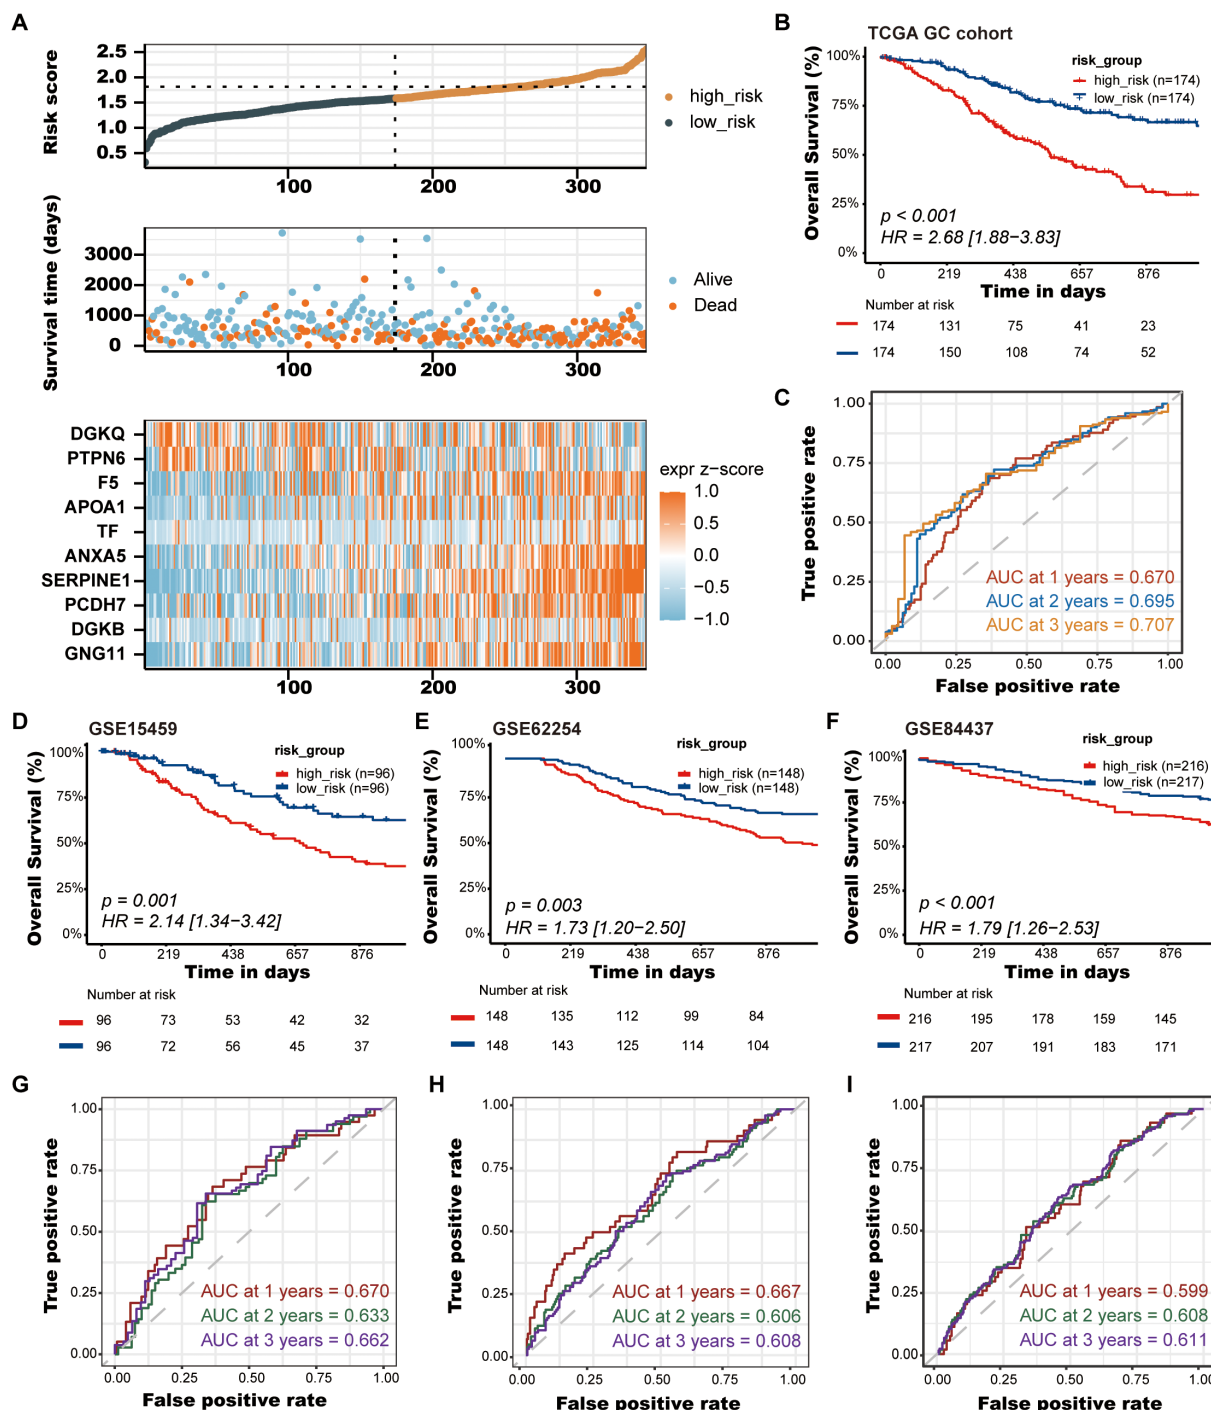 A
Risk score
2.5
2.0
1.0
0.5
100
200
300
high_risk
low_risk
Survival time (days)
3000
2000
1000
0
100
200
300
Alive
Dead
DGKQ
PTPN6
F5
APOA1
TF
ANXA5
SERPINE1
PCDH7
DGKB
GNG11
100
200
300
expr z−score
1.0
0.5
0.0
−0.5
−1.0
B
TCGA GC cohort
Overall Survival (%)
100%
75%
50%
25%
0%
risk_group
high_risk (n=174)
low_risk (n=174)
p < 0.001
HR = 2.68 [1.88−3.83]
0 219 438 657 876
Time in days
Number at risk
174 131 75 41 23
174 150 108 74 52
C
True positive rate
1.00
0.75
0.50
0.25
0.00
AUC at 1 years = 0.670
AUC at 2 years = 0.695
AUC at 3 years = 0.707
0.00 0.25 0.50 0.75 1.00
False positive rate
D
GSE15459
Overall Survival (%)
100%
75%
50%
25%
0%
risk_group
high_risk (n=96)
low_risk (n=96)
p = 0.001
HR = 2.14 [1.34−3.42]
0 219 438 657 876
Time in days
Number at risk
96 73 53 42 32
96 72 56 45 37
E
GSE62254
Overall Survival (%)
100%
75%
50%
25%
0%
risk_group
high_risk (n=148)
low_risk (n=148)
p = 0.003
HR = 1.73 [1.20−2.50]
0 219 438 657 876
Time in days
Number at risk
148 135 112 99 84
148 143 125 114 104
F
GSE84437
Overall Survival (%)
100%
75%
50%
25%
0%
risk_group
high_risk (n=216)
low_risk (n=217)
p < 0.001
HR = 1.79 [1.26−2.53]
0 219 438 657 876
Time in days
Number at risk
216 195 178 159 145
217 207 191 183 171
G
True positive rate
1.00
0.75
0.50
0.25
0.00
AUC at 1 years = 0.670
AUC at 2 years = 0.633
AUC at 3 years = 0.662
0.00 0.25 0.50 0.75 1.00
False positive rate
H
True positive rate
1.00
0.75
0.50
0.25
0.00
AUC at 1 years = 0.667
AUC at 2 years = 0.606
AUC at 3 years = 0.608
0.00 0.25 0.50 0.75 1.00
False positive rate
I
True positive rate
1.00
0.75
0.50
0.25
0.00
AUC at 1 years = 0.599
AUC at 2 years = 0.608
AUC at 3 years = 0.611
0.00 0.25 0.50 0.75 1.00
False positive rate